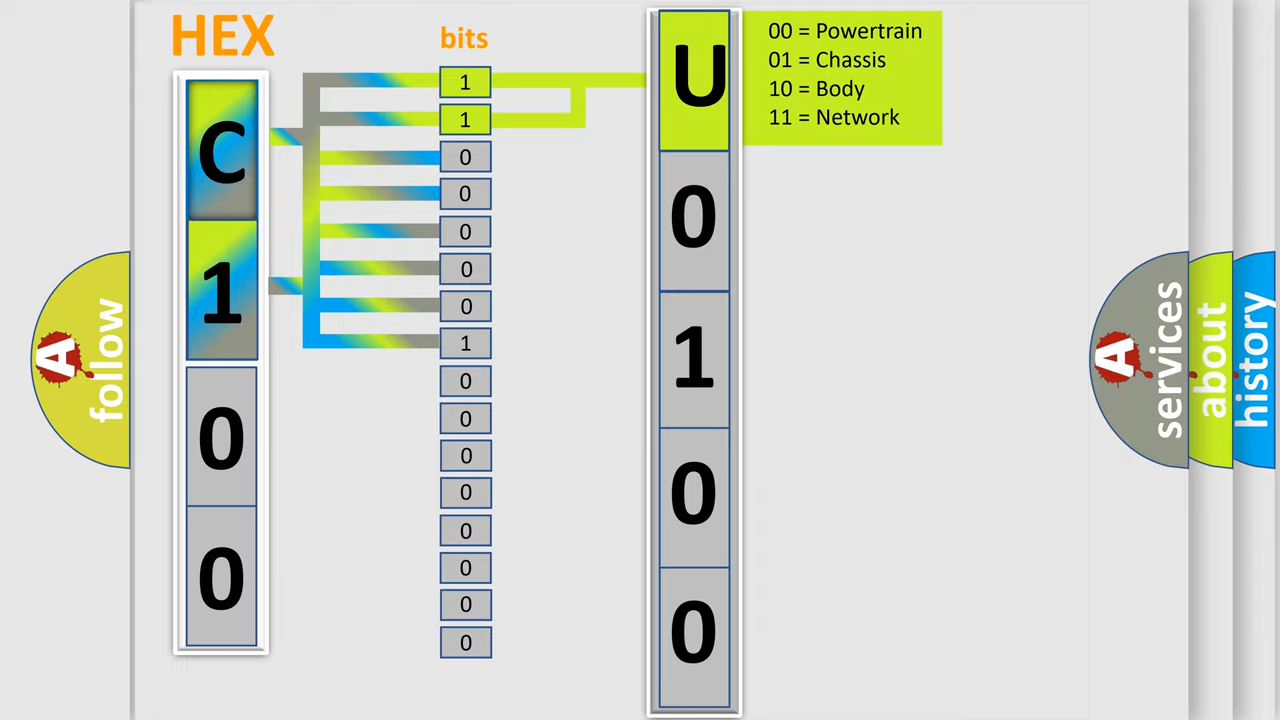 HEX
C
1
0
0
bits
1
1
0
0
0
0
0
1
0
0
0
0
0
0
0
0
U
0
1
0
0
00 = Powertrain
01 = Chassis
10 = Body
11 = Network
A
follow
A
services
about
history